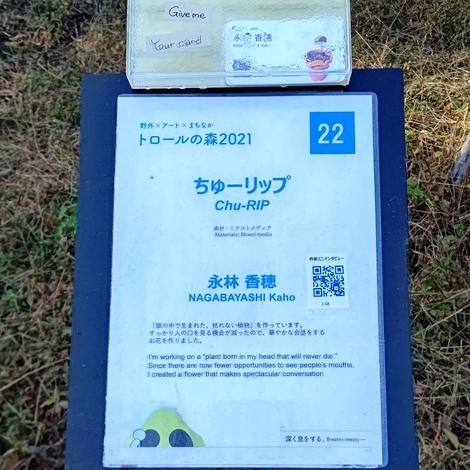 Give me
Your card
永林 香穂
野外×アート×まちなか
トロールの森2021
22
ちゅーリップ
Chu-RIP
素材：ミクストメディア
Materials: Mixed media
作家ミニインタビュー
永林 香穂
NAGABAYASHI Kaho
「頭の中で生まれた、枯れない植物」を作っています。
すっかり人の口を見る機会が減ったので、華やかな会話をする
お花を作りました。
I'm working on a "plant born in my head that will never die."
Since there are now fewer opportunities to see people's mouths,
I created a flower that makes spectacular conversation.
深く息をする、Breathe deeply